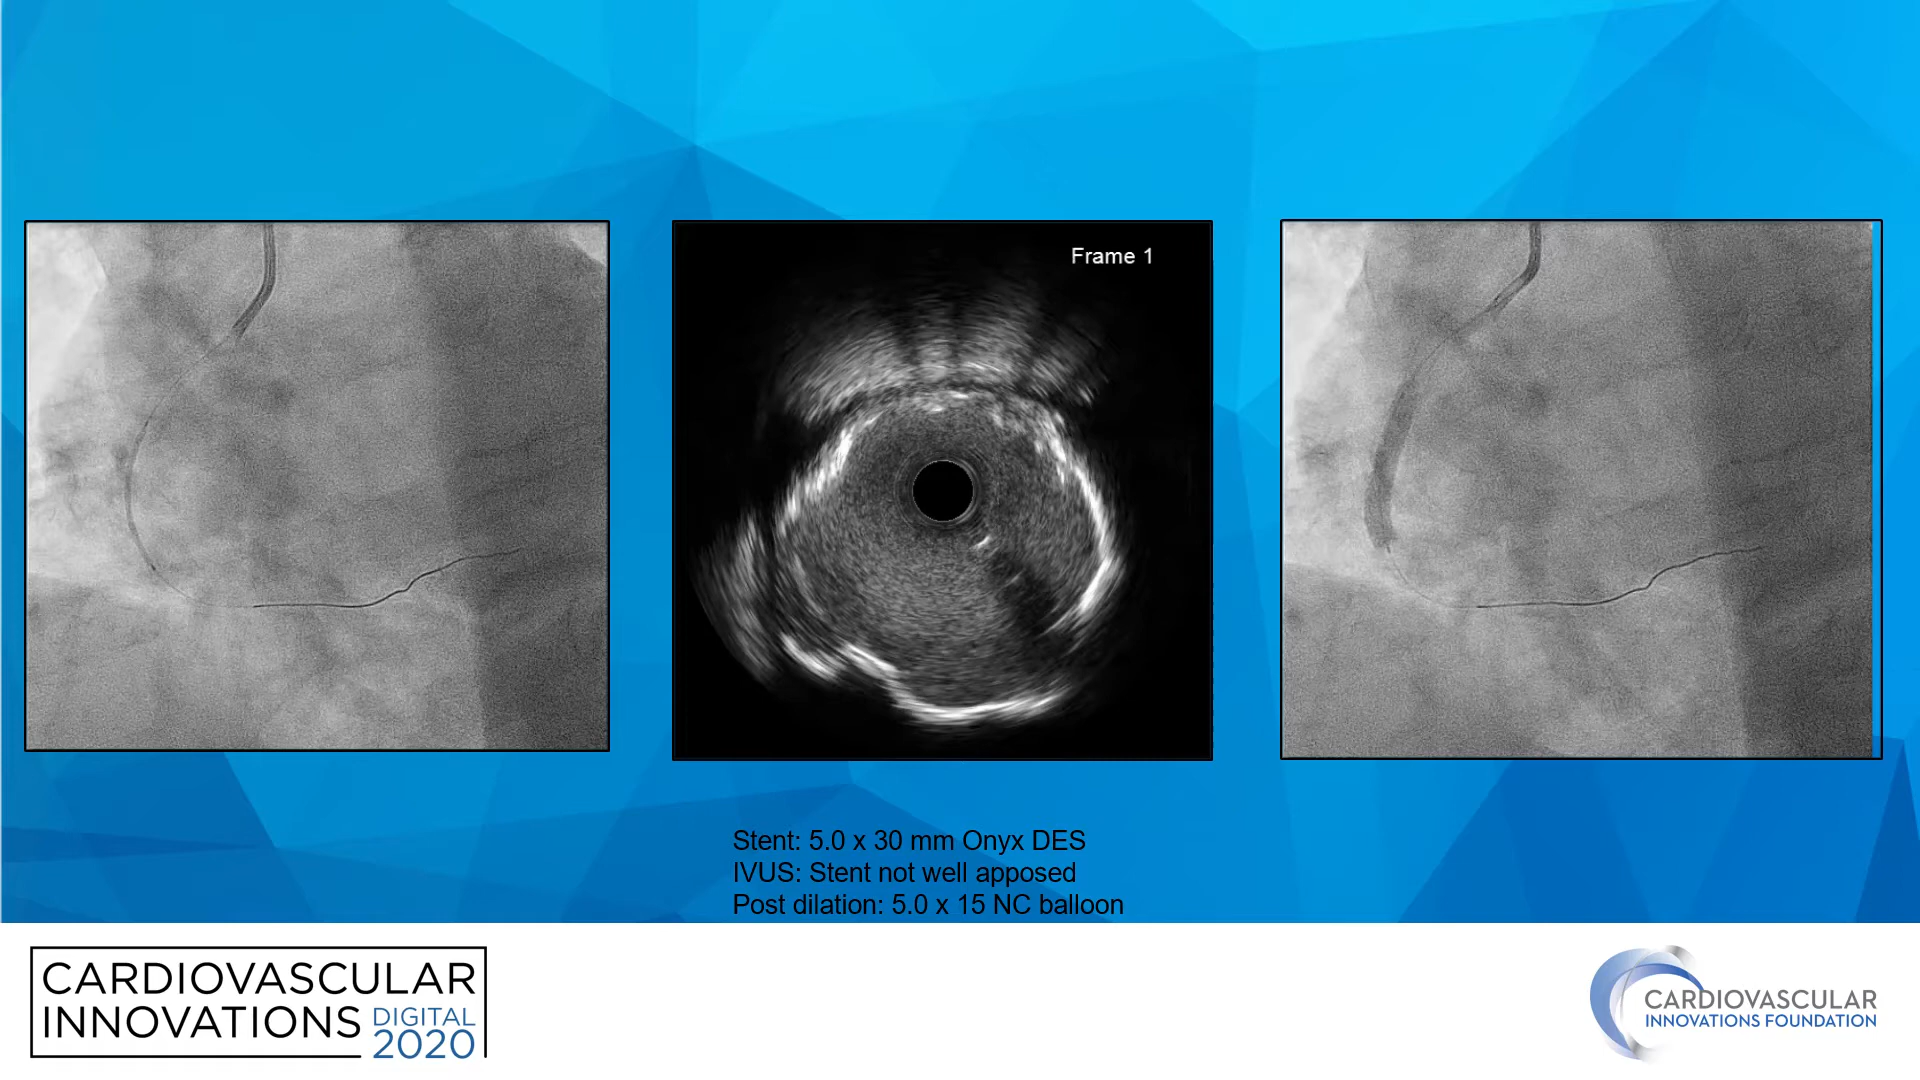 Frame 1
Stent: 5.0 x 30 mm Onyx DES
IVUS: Stent not well apposed
Post dilation: 5.0 x 15 NC balloon
CARDIOVASCULAR
INNOVATIONS DIGITAL
2020
CARDIOVASCULAR
INNOVATIONS FOUNDATION